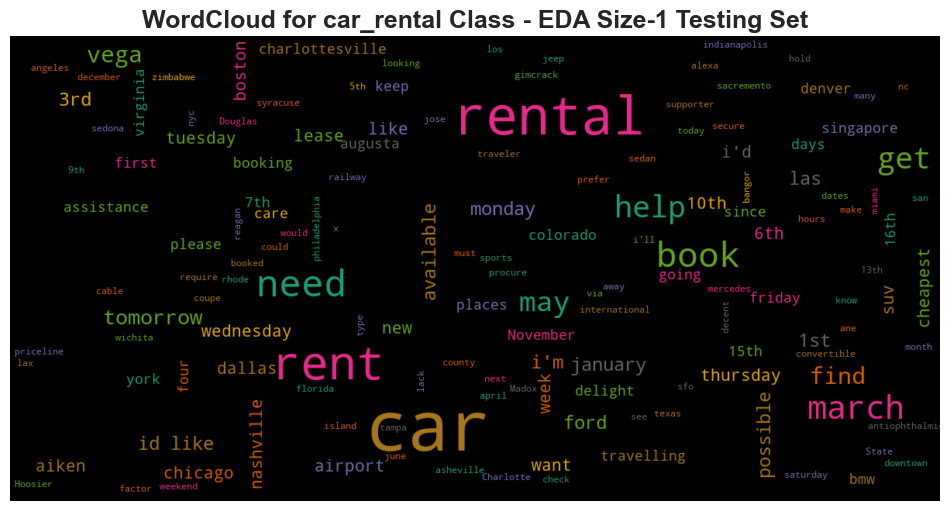 WordCloud for car_rental Class - EDA Size-1 Testing Set
los
indianapolis
vega
boston
charlottesville
jeep
hold
angeles
december
zimbabwe
looking
gimcrack
alexa
denver
sacramento
nc
3rd
virginia
5th
keep
supporter
many
syracuse
nyc
Douglas
jose
rental
today
secure
singapore
sedona
tuesday
lease
like
augusta
i'd
days
get
first
booking
traveler
sedan
9th
railway
prefer
las
bangor
dates
make
miami
san
assistance
7th
care
reagan
would
philadelphia
x
available
monday
help
10th
since
hours
16th
6th
please
could
colorado
i'll
book
booked
require
rhode
must
sports
procure
going
13th
cable
coupe
need
places
may
via
away
international
mercedes
friday
know
suv
cheapest
tomorrow
wednesday
type
new
November
decent
ane
month
wichita
priceline
lax
1st
15th
convertible
york
four
dallas
rent
florida
lack
county
next
april
Madox
i'm
week
january
delight
sfo
thursday
find
march
nashville
island
car
tampa
ford
see
texas
possible
antiophthalmic
id like
aiken
chicago
airport
june
asheville
Charlotte
want
check
travelling
saturday
State
downtown
bmw
Hoosier
factor
weekend